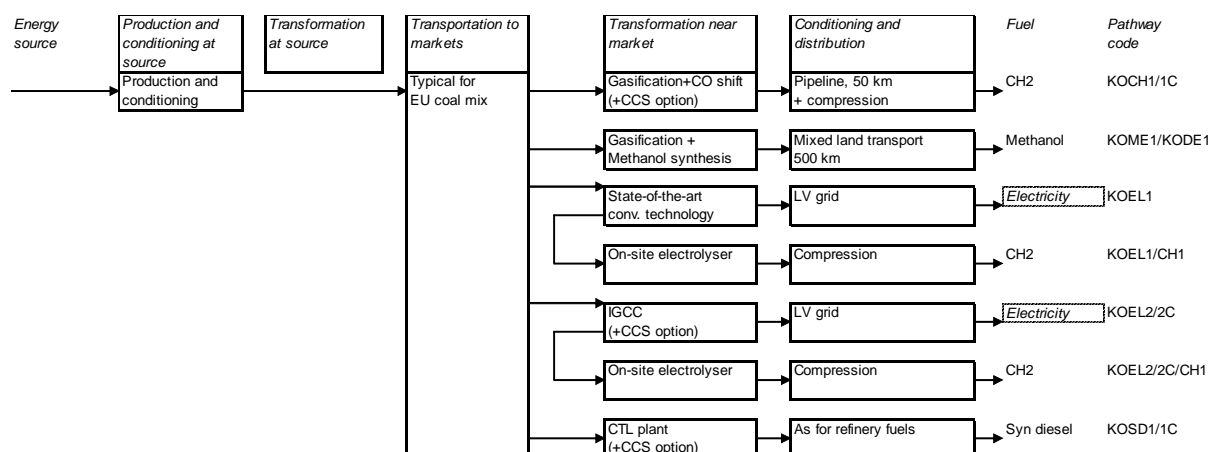 Energy source
Production and conditioning at source
Transformation at source
Transportation to markets
Transformation near market
Conditioning and distribution
Fuel
Pathway code
Production and conditioning
Typical for EU coal mix
Gasification+CO shift (+CCS option)
Pipeline, 50 km + compression
CH2
KOCH1/1C
Gasification + Methanol synthesis
Mixed land transport 500 km
Methanol
KOME1/KODE1
State-of-the-art conv. technology
LV grid
Electricity
KOEL1
On-site electrolyser
Compression
CH2
KOEL1/CH1
IGCC (+CCS option)
LV grid
Electricity
KOEL2/2C
On-site electrolyser
Compression
CH2
KOEL2/2C/CH1
CTL plant (+CCS option)
As for refinery fuels
Syn diesel
KOSD1/1C